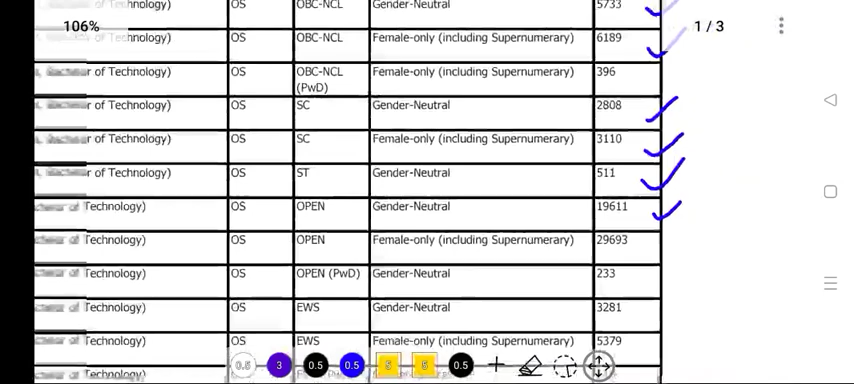 of Technology) OS OBC-NCL Gender-Neutral 5733
106% 1 / 3
r of Technology) OS OBC-NCL Female-only (including Supernumerary) 6189
r of Technology) OS OBC-NCL Female-only (including Supernumerary) 396
(PwD)
r of Technology) OS SC Gender-Neutral 2808
r of Technology) OS SC Female-only (including Supernumerary) 3110
r of Technology) OS ST Gender-Neutral 511
Technology) OS OPEN Gender-Neutral 19611
Technology) OS OPEN Female-only (including Supernumerary) 29693
Technology) OS OPEN (PwD) Gender-Neutral 233
Technology) OS EWS Gender-Neutral 3281
Technology) OS EWS Female-only (including Supernumerary) 5379
0.5 3 0.5 0.5 5 5 0.5